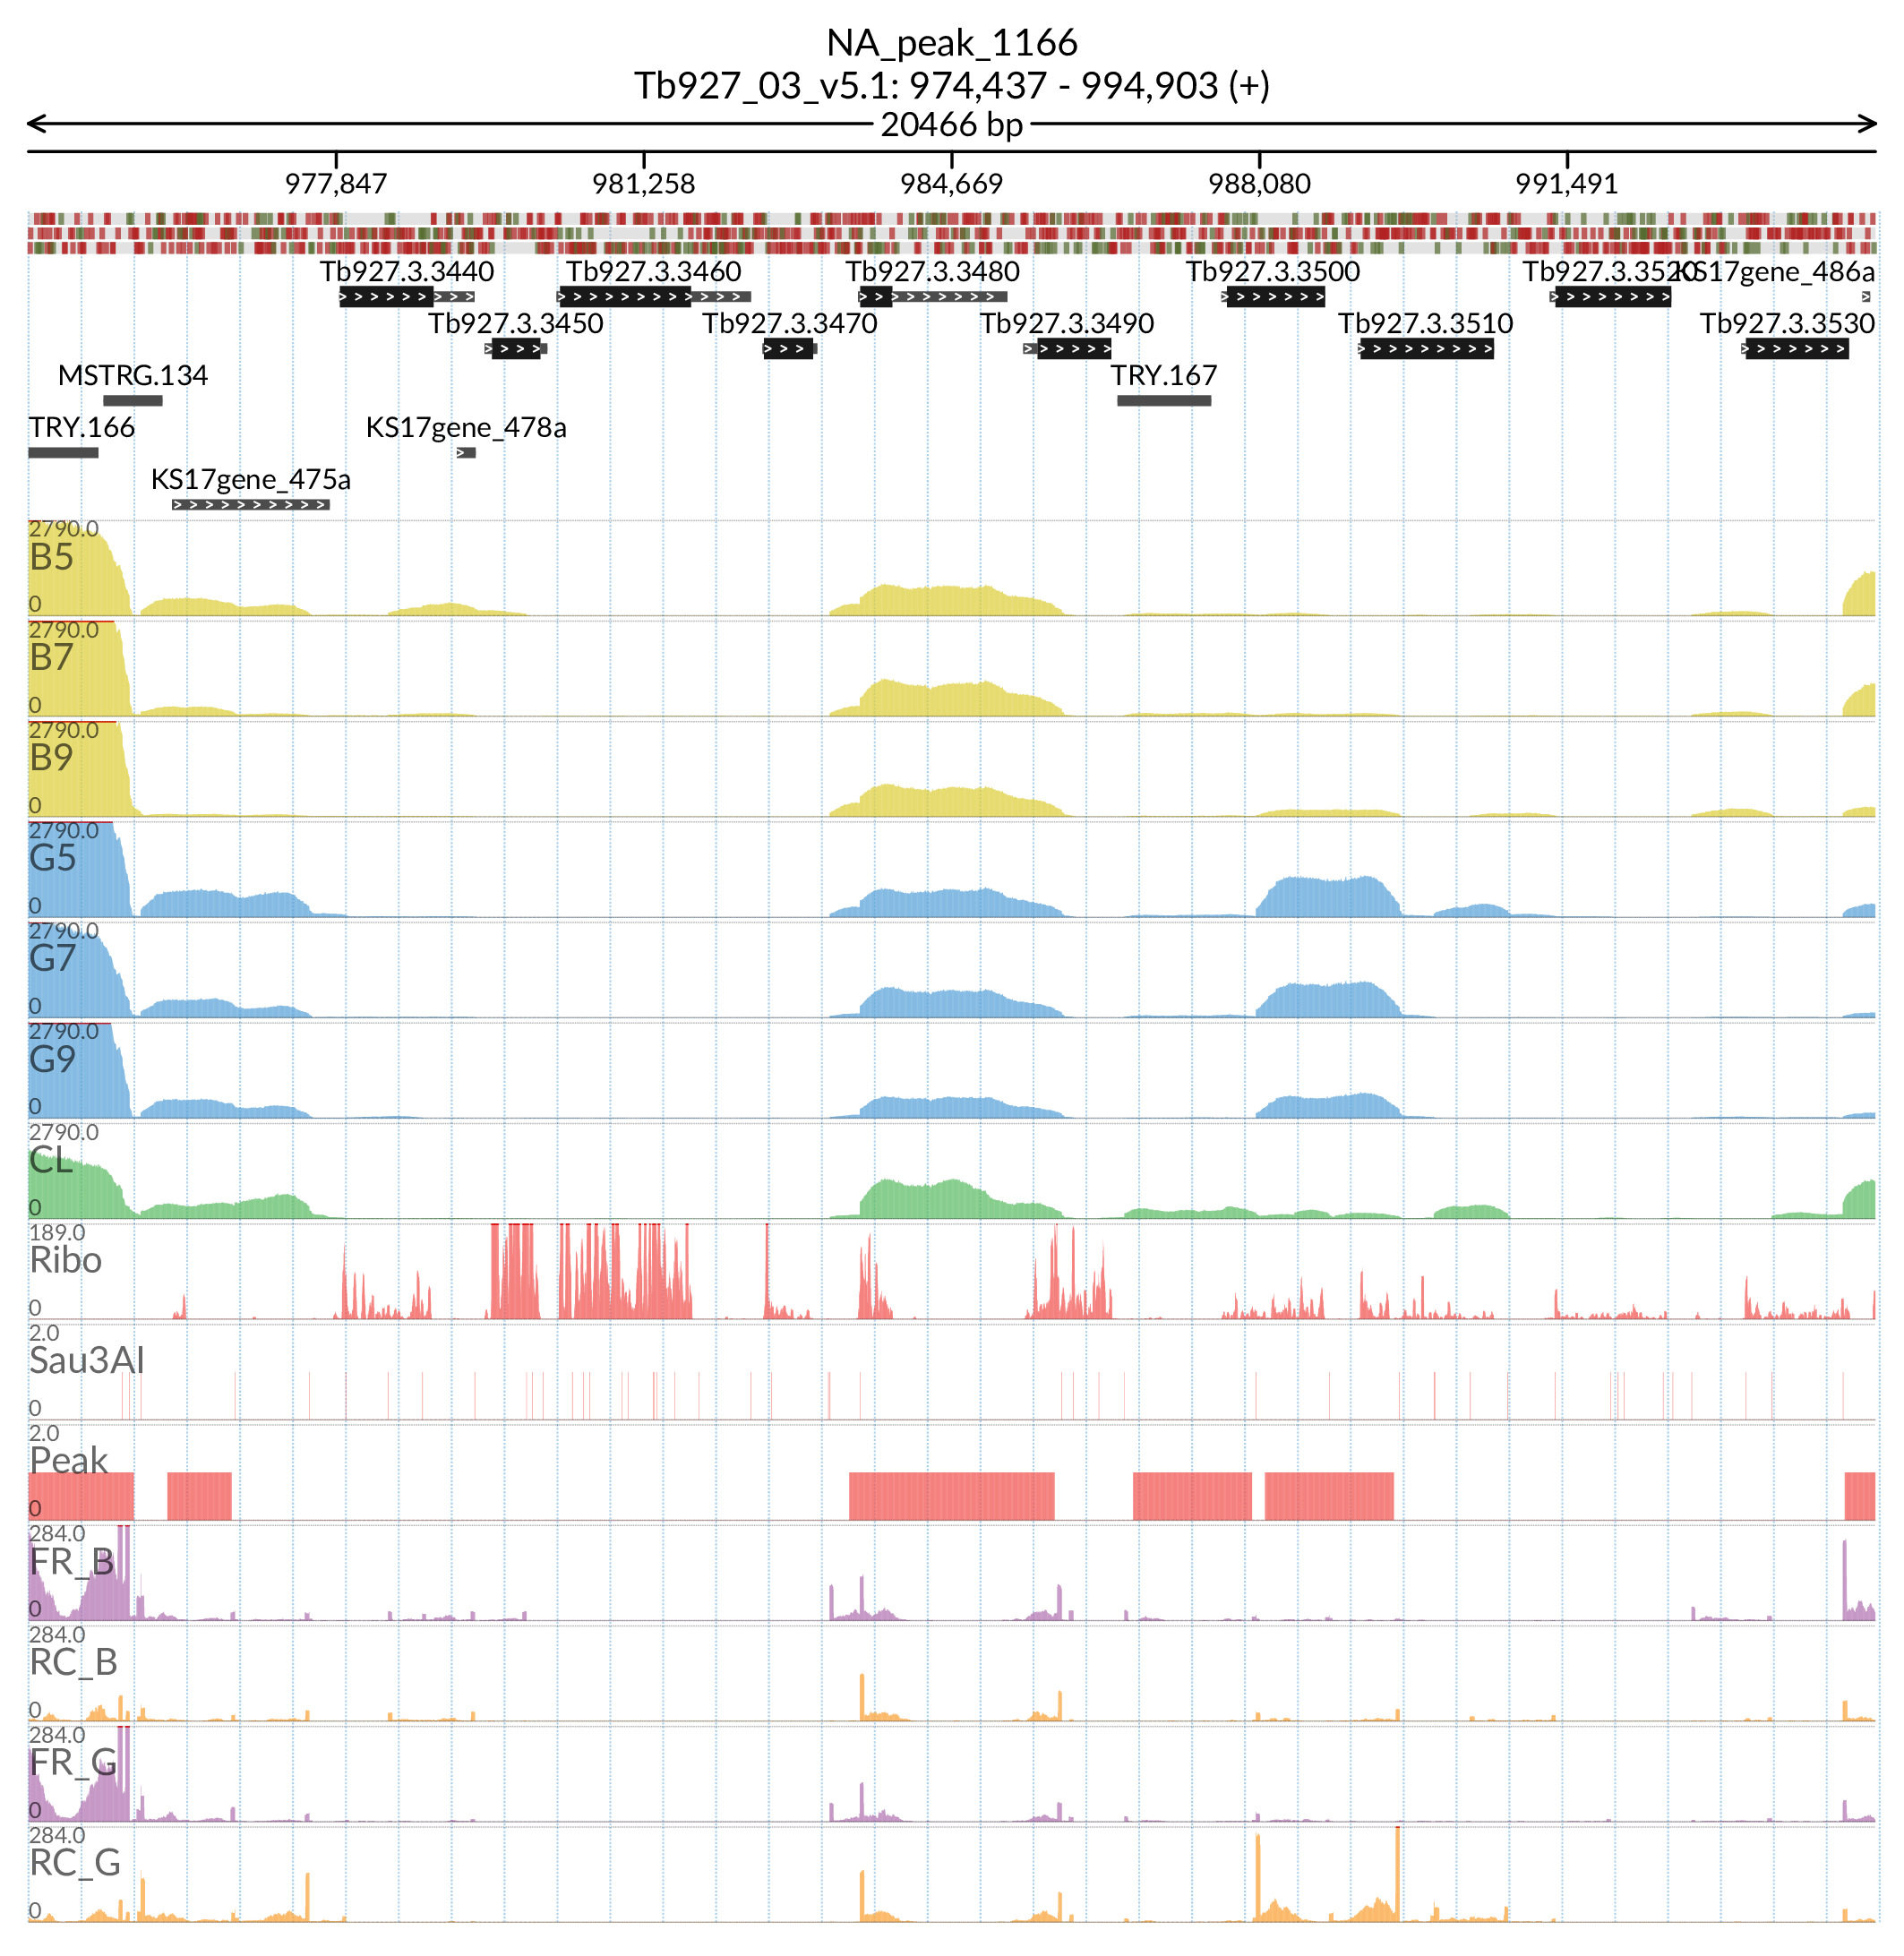 NA_peak_1166
Tb927_03_v5.1: 974,437 - 994,903 (+)
20466 bp
977,847 981,258 984,669 988,080 991,491
Tb927.3.3440 Tb927.3.3460 Tb927.3.3480 Tb927.3.3500 Tb927.3.3520 KS17gene_486a
Tb927.3.3450 Tb927.3.3470 Tb927.3.3490 Tb927.3.3510 Tb927.3.3530
MSTRG.134 TRY.167
TRY.166 KS17gene_478a
KS17gene_475a
2790.0
B5
0
2790.0
B7
0
2790.0
B9
0
2790.0
G5
0
2790.0
G7
0
2790.0
G9
0
2790.0
CL
0
189.0
Ribo
0
2.0
Sau3AI
0
2.0
Peak
0
284.0
FR_B
0
284.0
RC_B
0
284.0
FR_G
0
284.0
RC_G
0